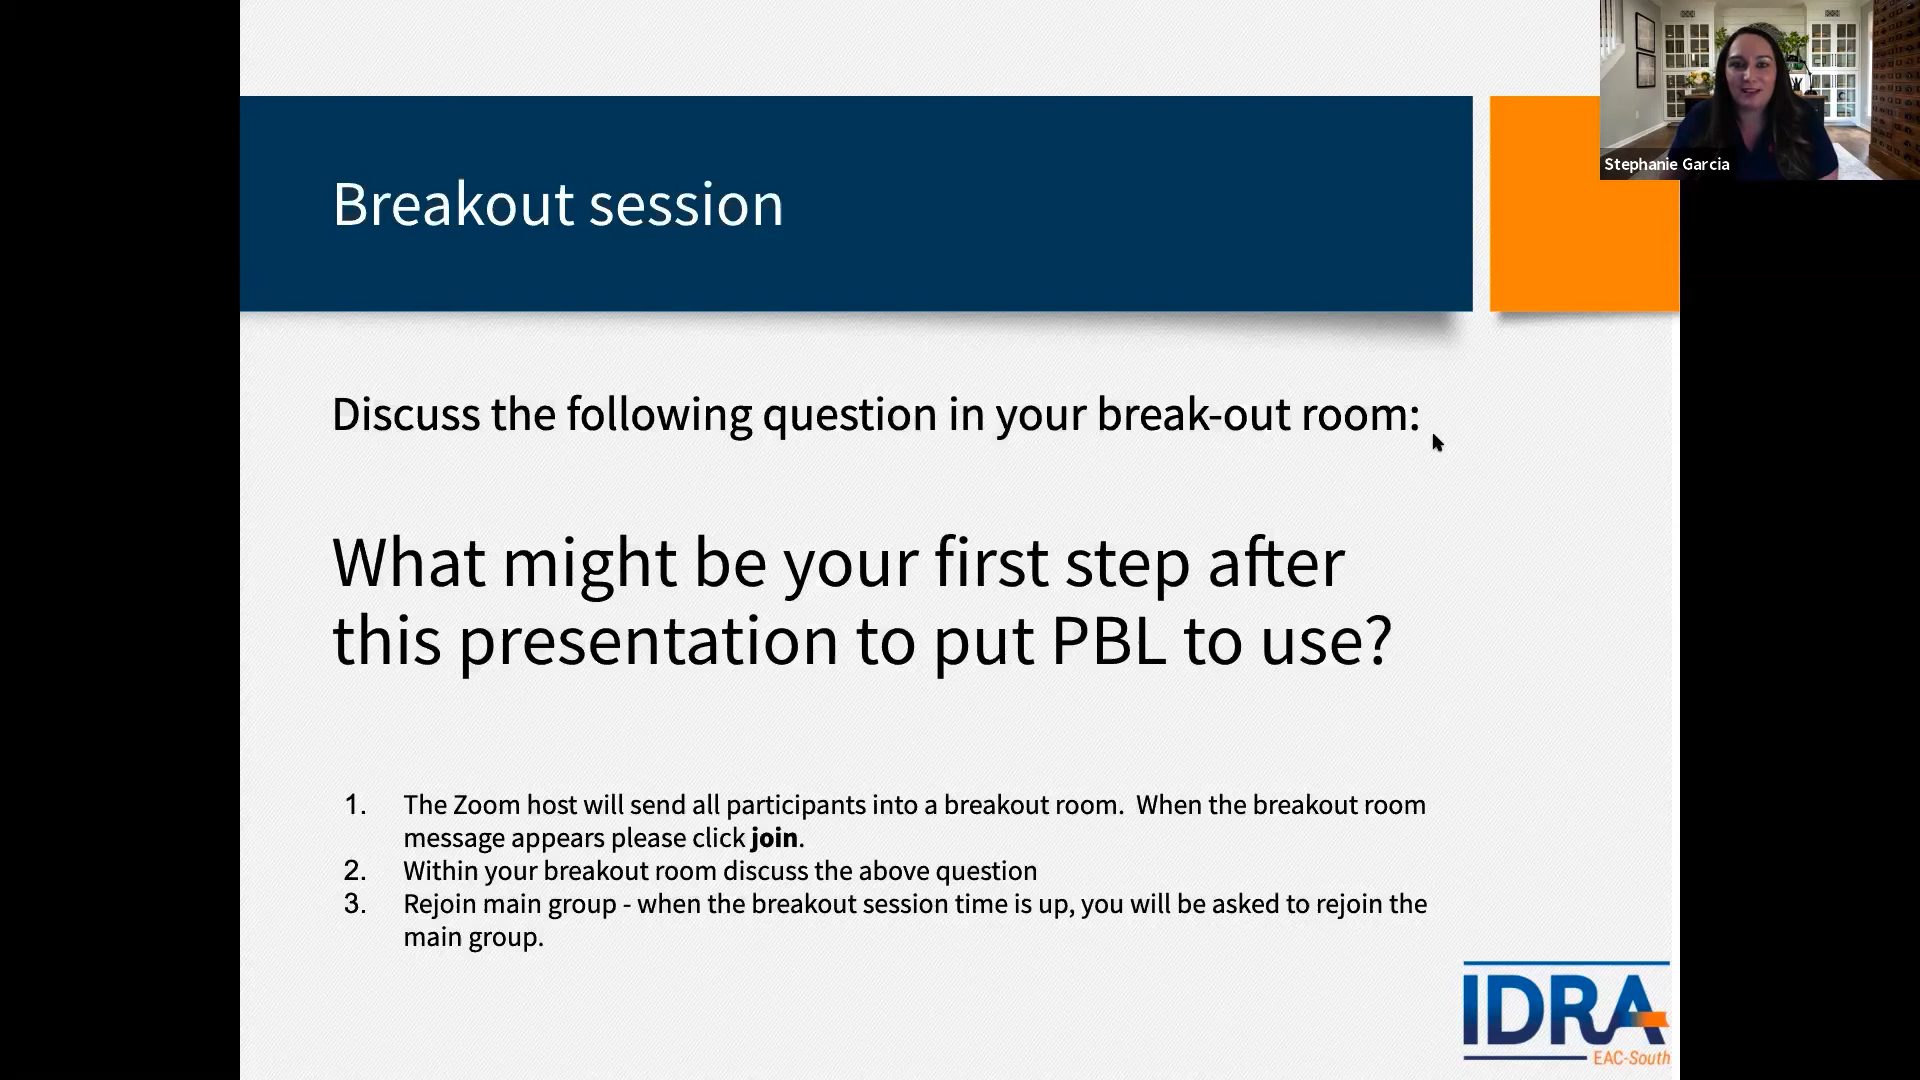 Stephanie Garcia
Breakout session
Discuss the following question in your break-out room:
What might be your first step after
this presentation to put PBL to use?
1. The Zoom host will send all participants into a breakout room.  When the breakout room
message appears please click join.
2. Within your breakout room discuss the above question
3. Rejoin main group - when the breakout session time is up, you will be asked to rejoin the
main group.
IDRA
EAC-South